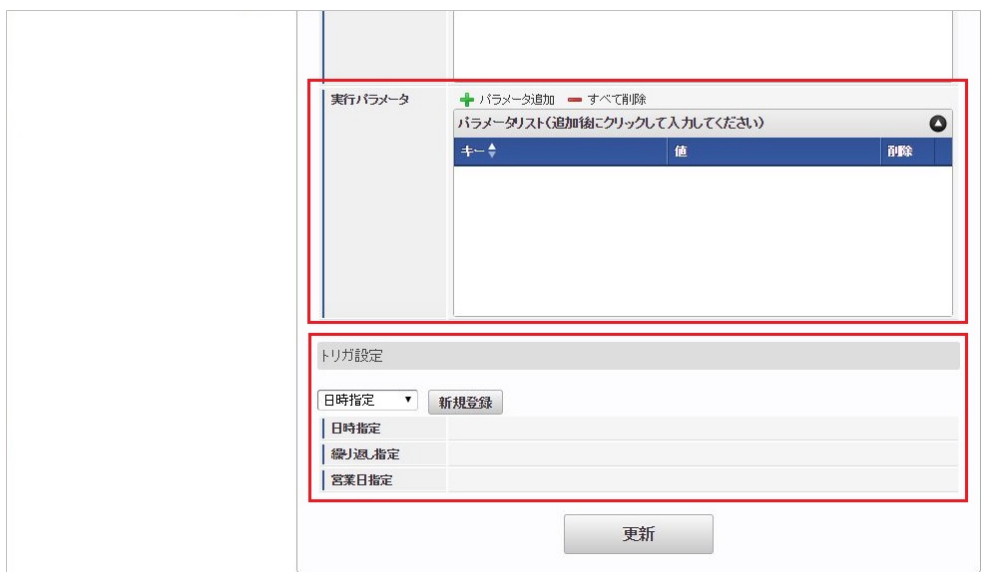 実行パラメータ
パラメータ追加 すべて削除
パラメータリスト(追加後にクリックして入力してください)
キー 値 削除
トリガ設定
日時指定 新規登録
日時指定
繰り返し指定
営業日指定
更新